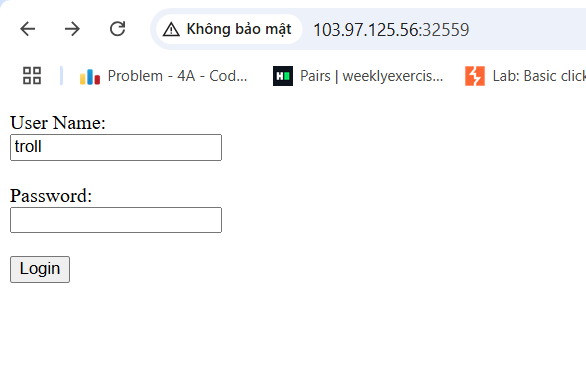 Không bảo mật 103.97.125.56:32559
Problem - 4A - Cod... Pairs | weeklyexercis... Lab: Basic click
User Name:
troll
Password:
Login